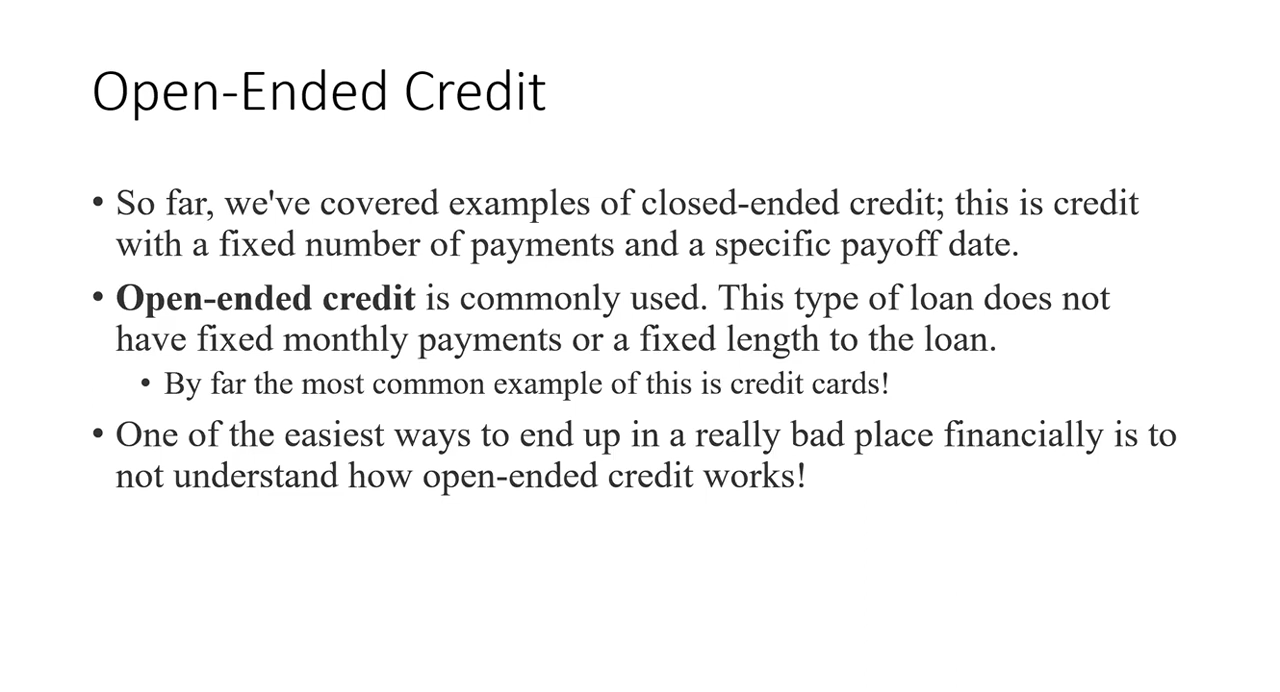 Open-Ended Credit
• So far, we've covered examples of closed-ended credit; this is credit
with a fixed number of payments and a specific payoff date.
• Open-ended credit is commonly used. This type of loan does not
have fixed monthly payments or a fixed length to the loan.
• By far the most common example of this is credit cards!
• One of the easiest ways to end up in a really bad place financially is to
not understand how open-ended credit works!